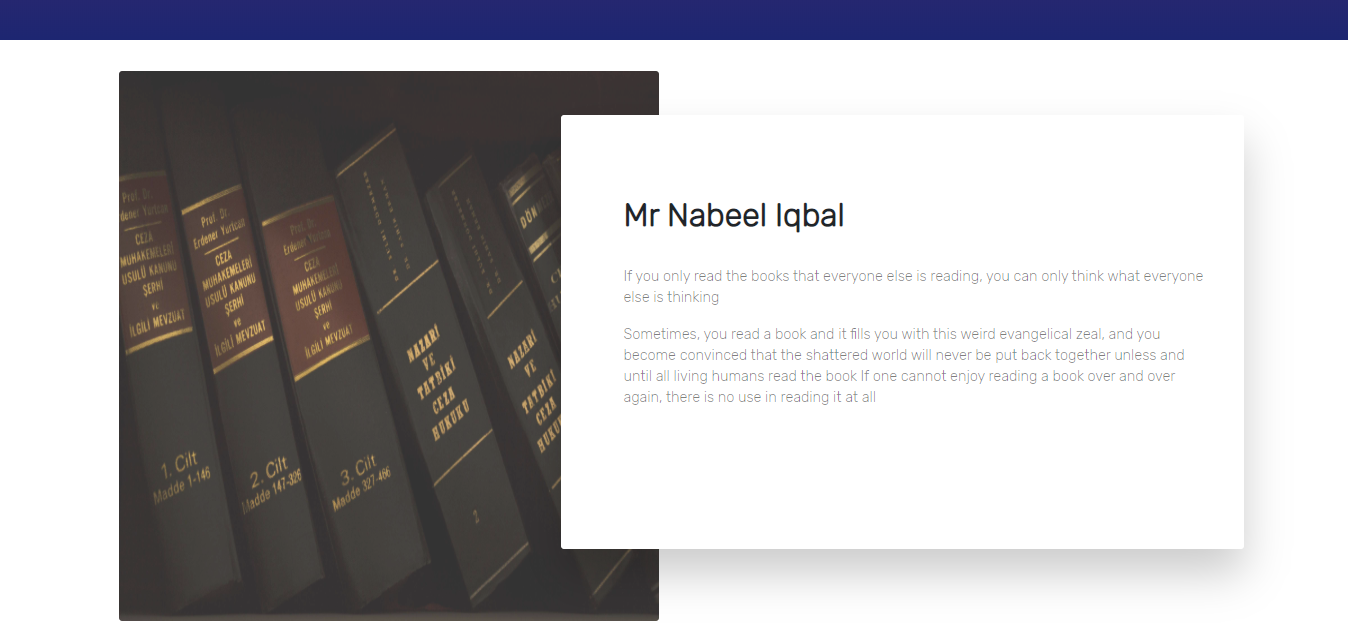 Prof. Dr.
Erdener Yurtcan
CEZA
MUHAKEMELERİ
USULÜ KANUNU
ŞERHİ
ve
İLGİLİ MEVZUAT
1. Cilt
Madde 1-146
Prof. Dr.
Erdener Yurtcan
CEZA
MUHAKEMELERİ
USULÜ KANUNU
ŞERHİ
ve
İLGİLİ MEVZUAT
2. Cilt
Madde 147-326
Prof. Dr.
Erdener Yurtcan
CEZA
MUHAKEMELERİ
USULÜ KANUNU
ŞERHİ
ve
İLGİLİ MEVZUAT
3. Cilt
Madde 327-466
NAZARİ
VE
TATBİKİ
CEZA
HUKUKU
2
NAZARİ
VE
TATBİKİ
CEZA
HUKU
DÖN
Mr Nabeel Iqbal
If you only read the books that everyone else is reading, you can only think what everyone
else is thinking
Sometimes, you read a book and it fills you with this weird evangelical zeal, and you
become convinced that the shattered world will never be put back together unless and
until all living humans read the book If one cannot enjoy reading a book over and over
again, there is no use in reading it at all